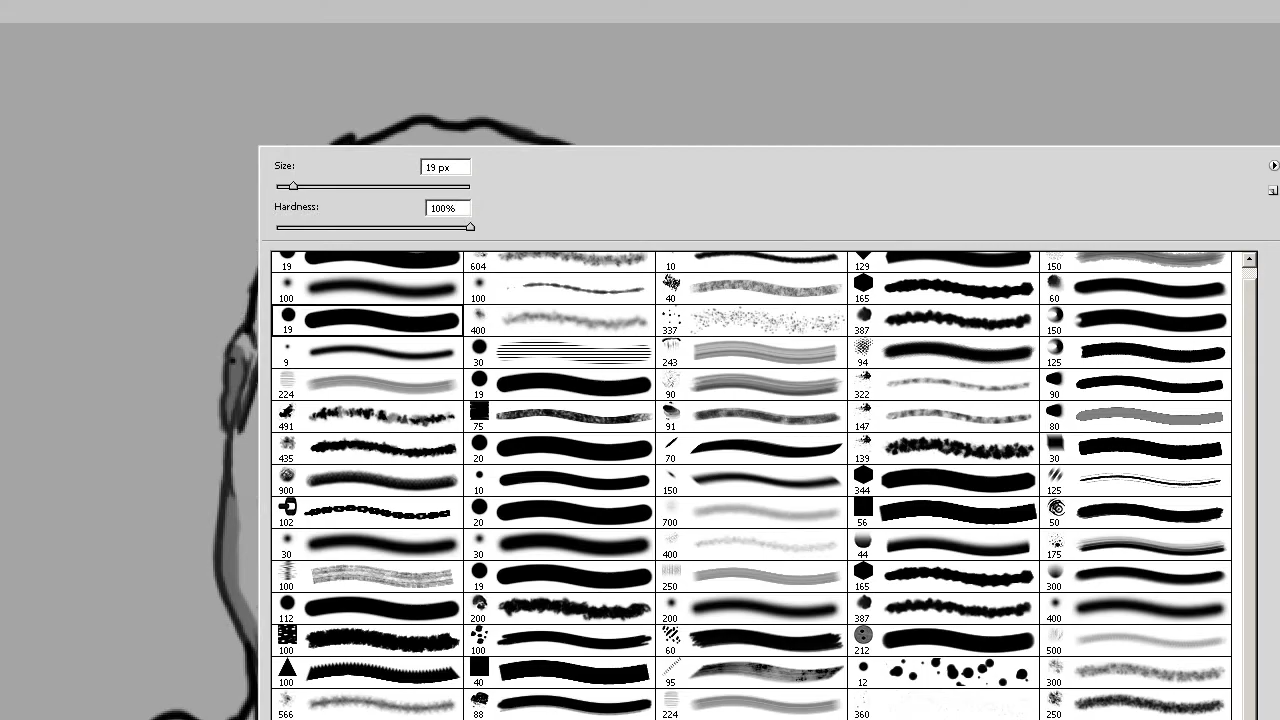 Size:
19 px
Hardness:
100%
19 604 10 129 150
100 100 40 165 60
19 400 337 387 150
9 30 243 94 125
224 19 90 322 90
491 75 91 147 80
435 20 70 139 30
900 10 150 344 125
102 20 700 56 50
30 30 400 44 175
100 19 250 165 300
112 200 200 387 400
100 100 60 212 500
100 40 95 12 300
566 88 224 360 250